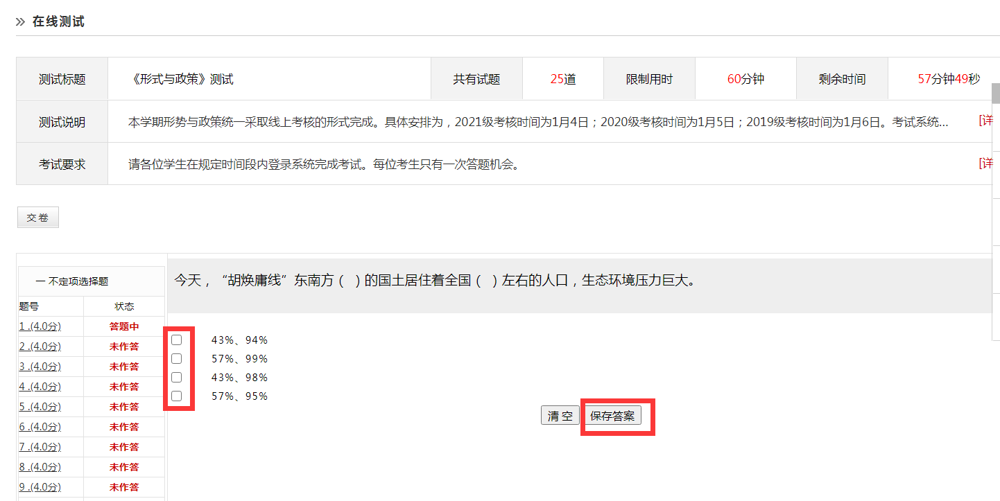 在线测试
测试标题 《形式与政策》测试 共有试题 25道 限制用时 60分钟 剩余时间 57分钟49秒
测试说明 本学期形势与政策统一采取线上考核的形式完成。具体安排为，2021级考核时间为1月4日；2020级考核时间为1月5日；2019级考核时间为1月6日。考试系统... [详
考试要求 请各位学生在规定时间段内登录系统完成考试。每位考生只有一次答题机会。 [详
交 卷
一 不定项选择题
题号 状态
1 .(4.0分) 答题中
2 .(4.0分) 未作答
3 .(4.0分) 未作答
4 .(4.0分) 未作答
5 .(4.0分) 未作答
6 .(4.0分) 未作答
7 .(4.0分) 未作答
8 .(4.0分) 未作答
9 .(4.0分) 未作答
今天，“胡焕庸线”东南方（ ）的国土居住着全国（ ）左右的人口，生态环境压力巨大。
43%、94%
57%、99%
43%、98%
57%、95%
清 空 保存答案